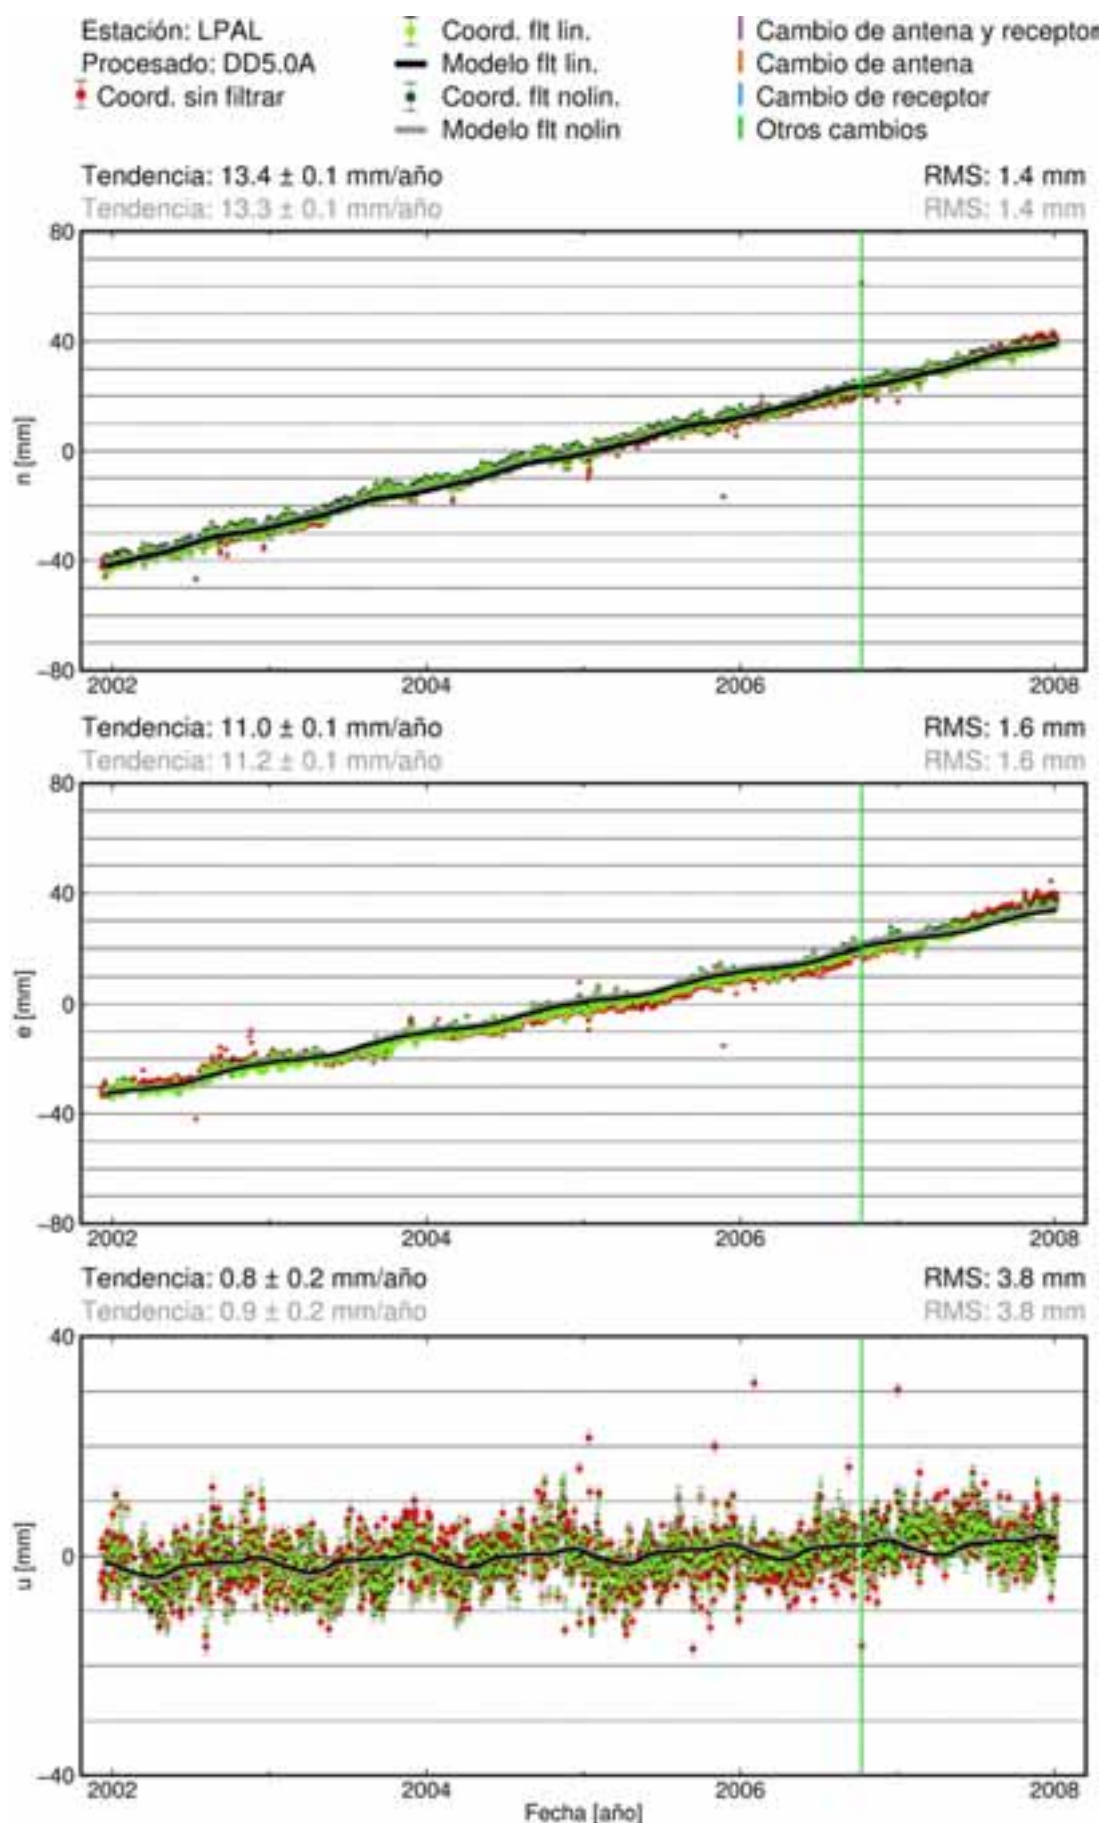 Estación: LPAL
Procesado: DD5.0A
Coord. sin filtrar
Coord. flt lin.
Modelo flt lin.
Coord. flt nolin.
Modelo flt nolin
Cambio de antena y receptor
Cambio de antena
Cambio de receptor
Otros cambios
Tendencia: 13.4 ± 0.1 mm/año RMS: 1.4 mm
Tendencia: 13.3 ± 0.1 mm/año RMS: 1.4 mm
80
40
0
−40
−80
n [mm]
2002 2004 2006 2008
Tendencia: 11.0 ± 0.1 mm/año RMS: 1.6 mm
Tendencia: 11.2 ± 0.1 mm/año RMS: 1.6 mm
80
40
0
−40
−80
e [mm]
2002 2004 2006 2008
Tendencia: 0.8 ± 0.2 mm/año RMS: 3.8 mm
Tendencia: 0.9 ± 0.2 mm/año RMS: 3.8 mm
40
0
−40
u [mm]
2002 2004 2006 2008
Fecha [año]